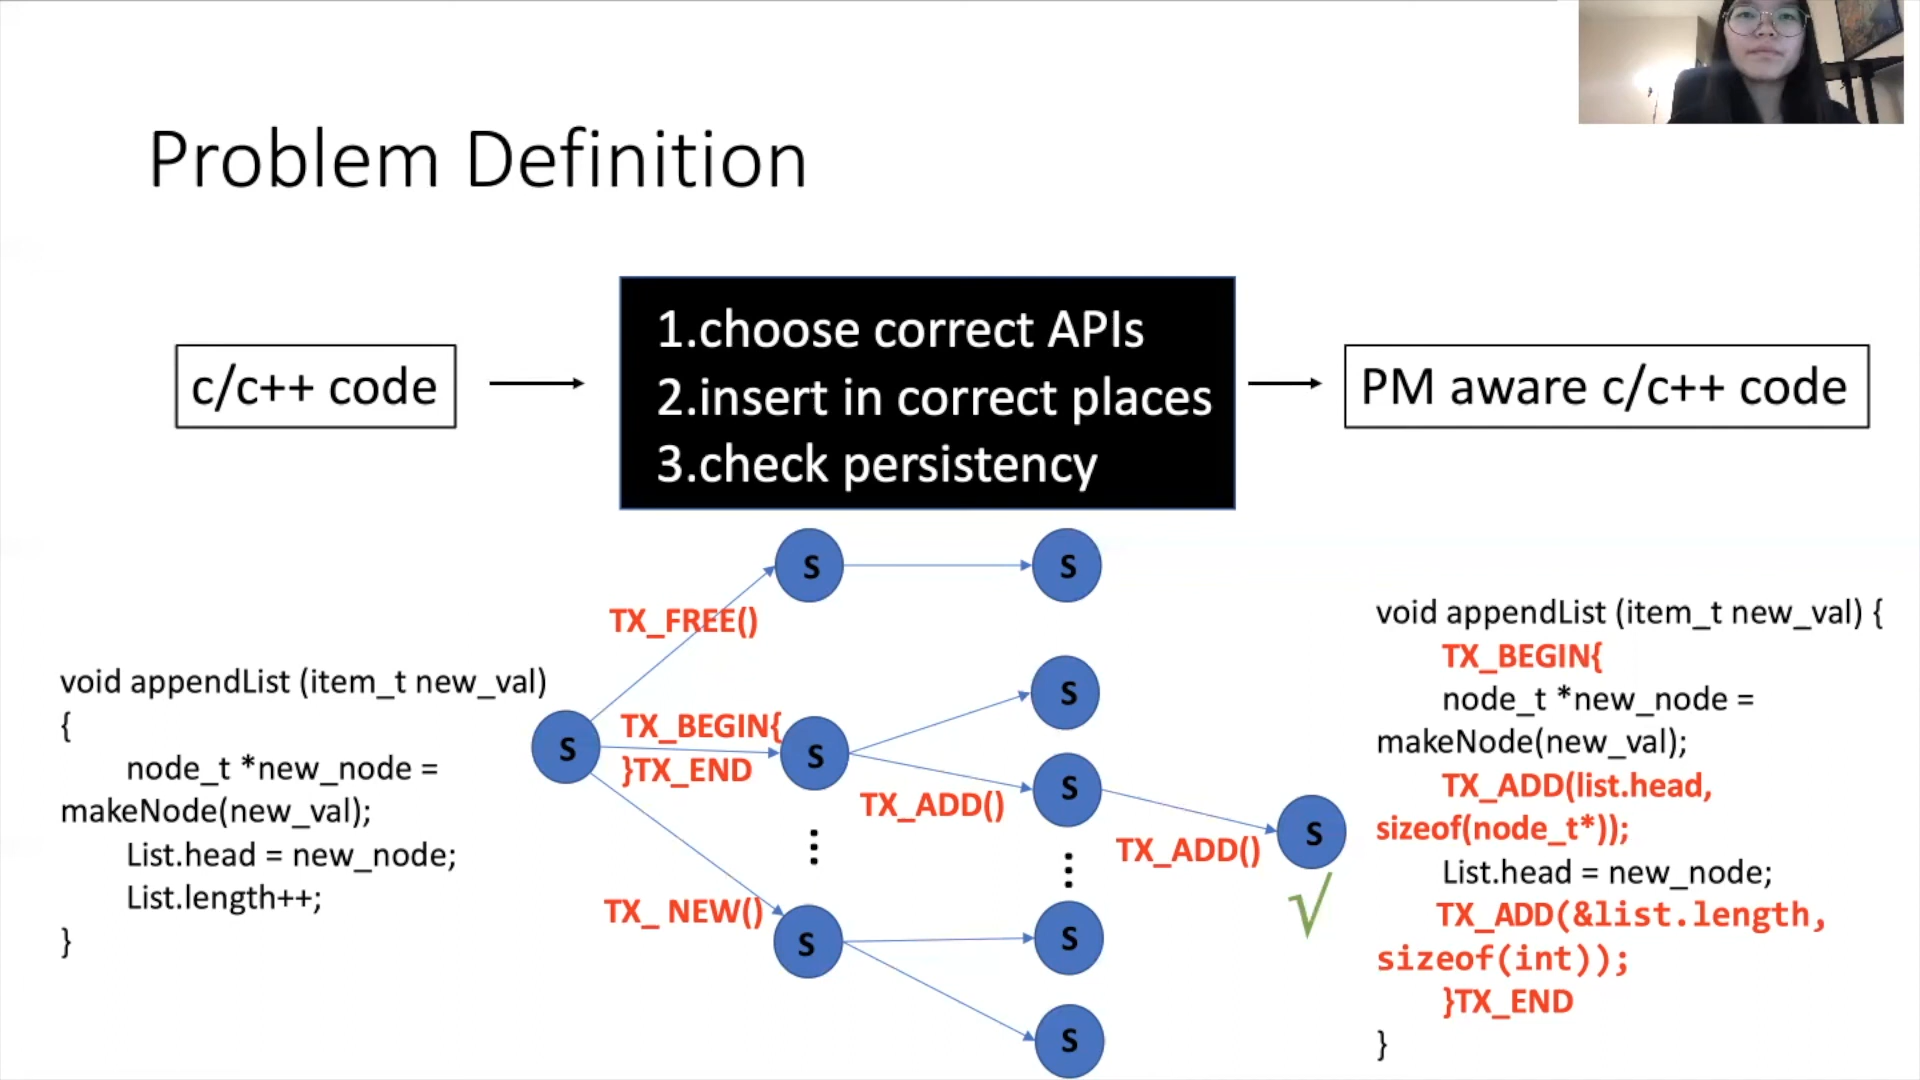 Problem Definition
c/c++ code
1.choose correct APIs
2.insert in correct places
3.check persistency
PM aware c/c++ code
void appendList (item_t new_val)
{
node_t *new_node =
makeNode(new_val);
List.head = new_node;
List.length++;
}
S
TX_FREE()
S
S
TX_BEGIN{
}TX_END
S
S
TX_ADD()
S
TX_ADD()
S
√
⋮
⋮
TX_ NEW()
S
S
S
void appendList (item_t new_val) {
TX_BEGIN{
node_t *new_node =
makeNode(new_val);
TX_ADD(list.head,
sizeof(node_t*));
List.head = new_node;
TX_ADD(&list.length,
sizeof(int));
}TX_END
}